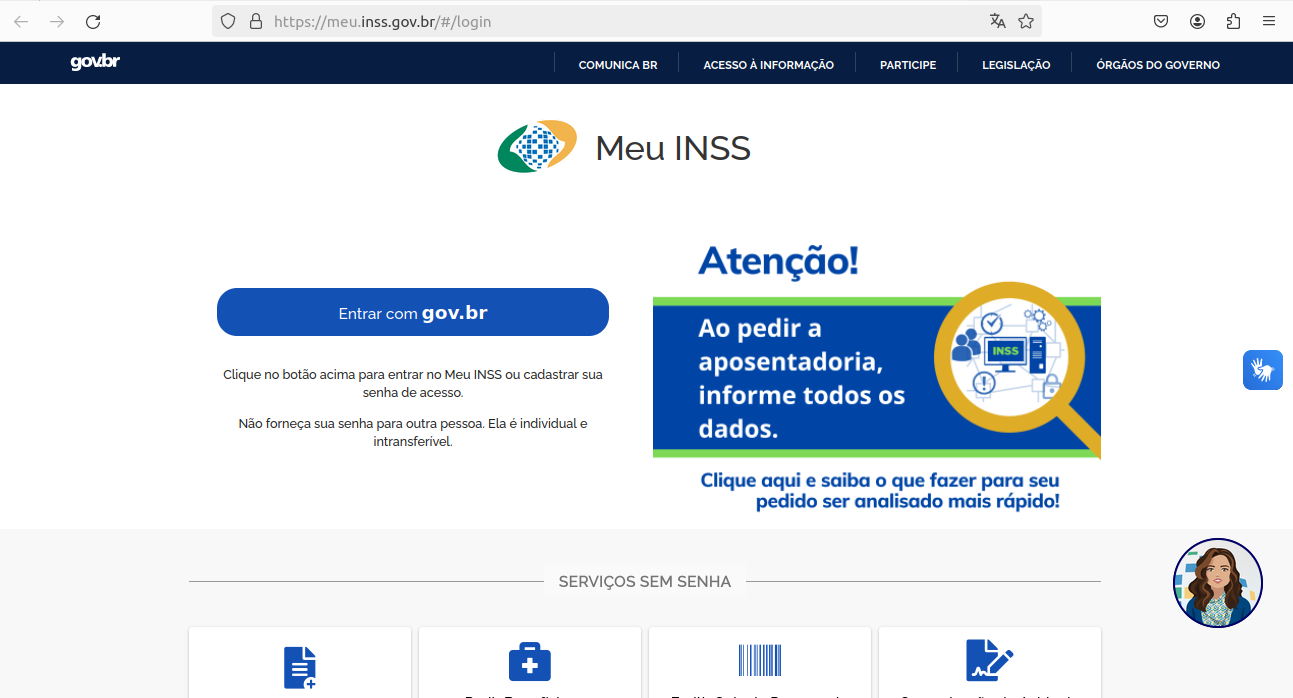 https://meu.inss.gov.br/#/login
gov.br
COMUNICA BR
ACESSO À INFORMAÇÃO
PARTICIPE
LEGISLAÇÃO
ÓRGÃOS DO GOVERNO
Meu INSS
Entrar com gov.br
Clique no botão acima para entrar no Meu INSS ou cadastrar sua
senha de acesso.
Não forneça sua senha para outra pessoa. Ela é individual e
intransferível.
Atenção!
Ao pedir a
aposentadoria,
informe todos os
dados.
INSS
Clique aqui e saiba o que fazer para seu
pedido ser analisado mais rápido!
SERVIÇOS SEM SENHA